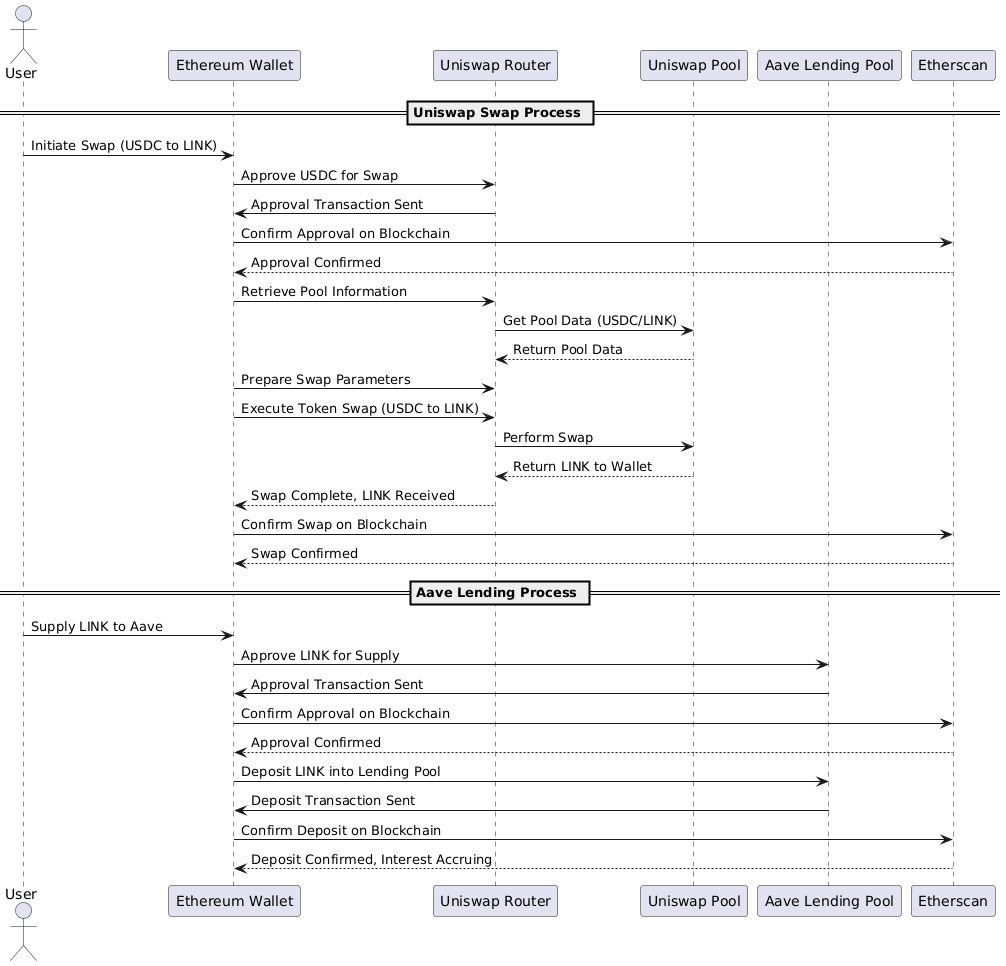 User
Ethereum Wallet
Uniswap Router
Uniswap Pool
Aave Lending Pool
Etherscan
Uniswap Swap Process
Initiate Swap (USDC to LINK)
Approve USDC for Swap
Approval Transaction Sent
Confirm Approval on Blockchain
Approval Confirmed
Retrieve Pool Information
Get Pool Data (USDC/LINK)
Return Pool Data
Prepare Swap Parameters
Execute Token Swap (USDC to LINK)
Perform Swap
Return LINK to Wallet
Swap Complete, LINK Received
Confirm Swap on Blockchain
Swap Confirmed
Aave Lending Process
Supply LINK to Aave
Approve LINK for Supply
Approval Transaction Sent
Confirm Approval on Blockchain
Approval Confirmed
Deposit LINK into Lending Pool
Deposit Transaction Sent
Confirm Deposit on Blockchain
Deposit Confirmed, Interest Accruing
User
Ethereum Wallet
Uniswap Router
Uniswap Pool
Aave Lending Pool
Etherscan